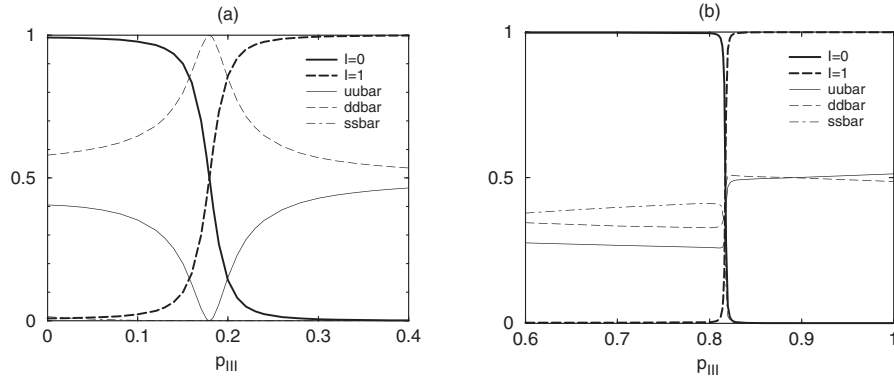 (a)
1
0.5
0
0
0.1
0.2
0.3
0.4
p_III
I=0
I=1
uubar
ddbar
ssbar
(b)
1
0.5
0
0.6
0.7
0.8
0.9
1
p_III
I=0
I=1
uubar
ddbar
ssbar